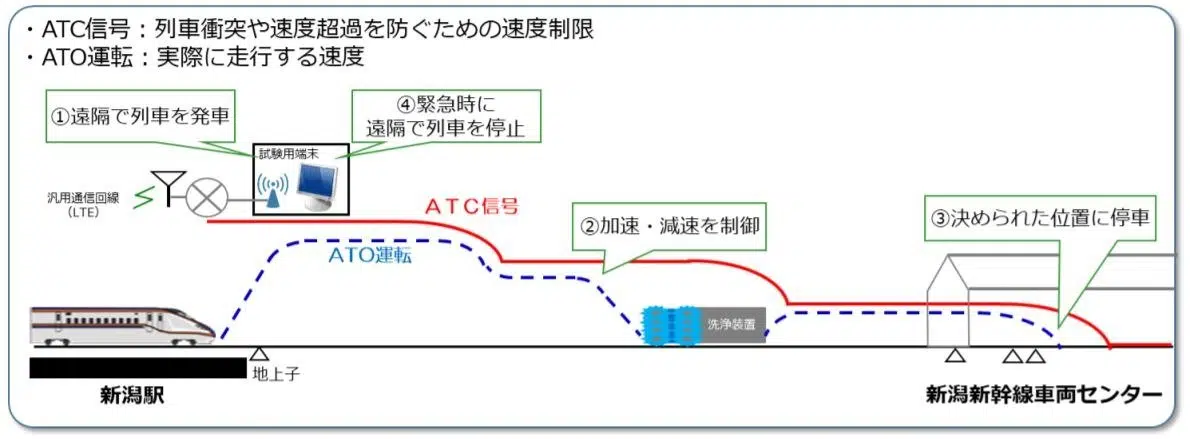 ・ATC信号：列車衝突や速度超過を防ぐための速度制限
・ATO運転：実際に走行する速度
①遠隔で列車を発車
④緊急時に
遠隔で列車を停止
試験用端末
汎用通信回線
（LTE）
ATC信号
ATO運転
②加速・減速を制御
③決められた位置に停車
洗浄装置
地上子
新潟駅
新潟新幹線車両センター